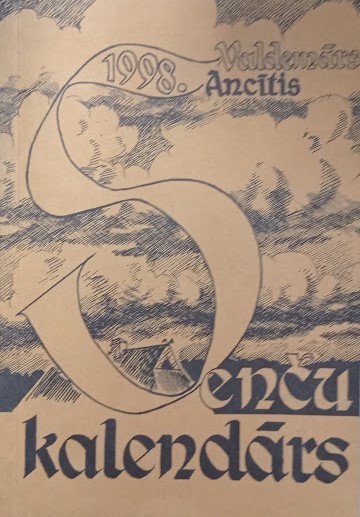 1998.
Valdemārs
Ancītis
Senču
kalendārs